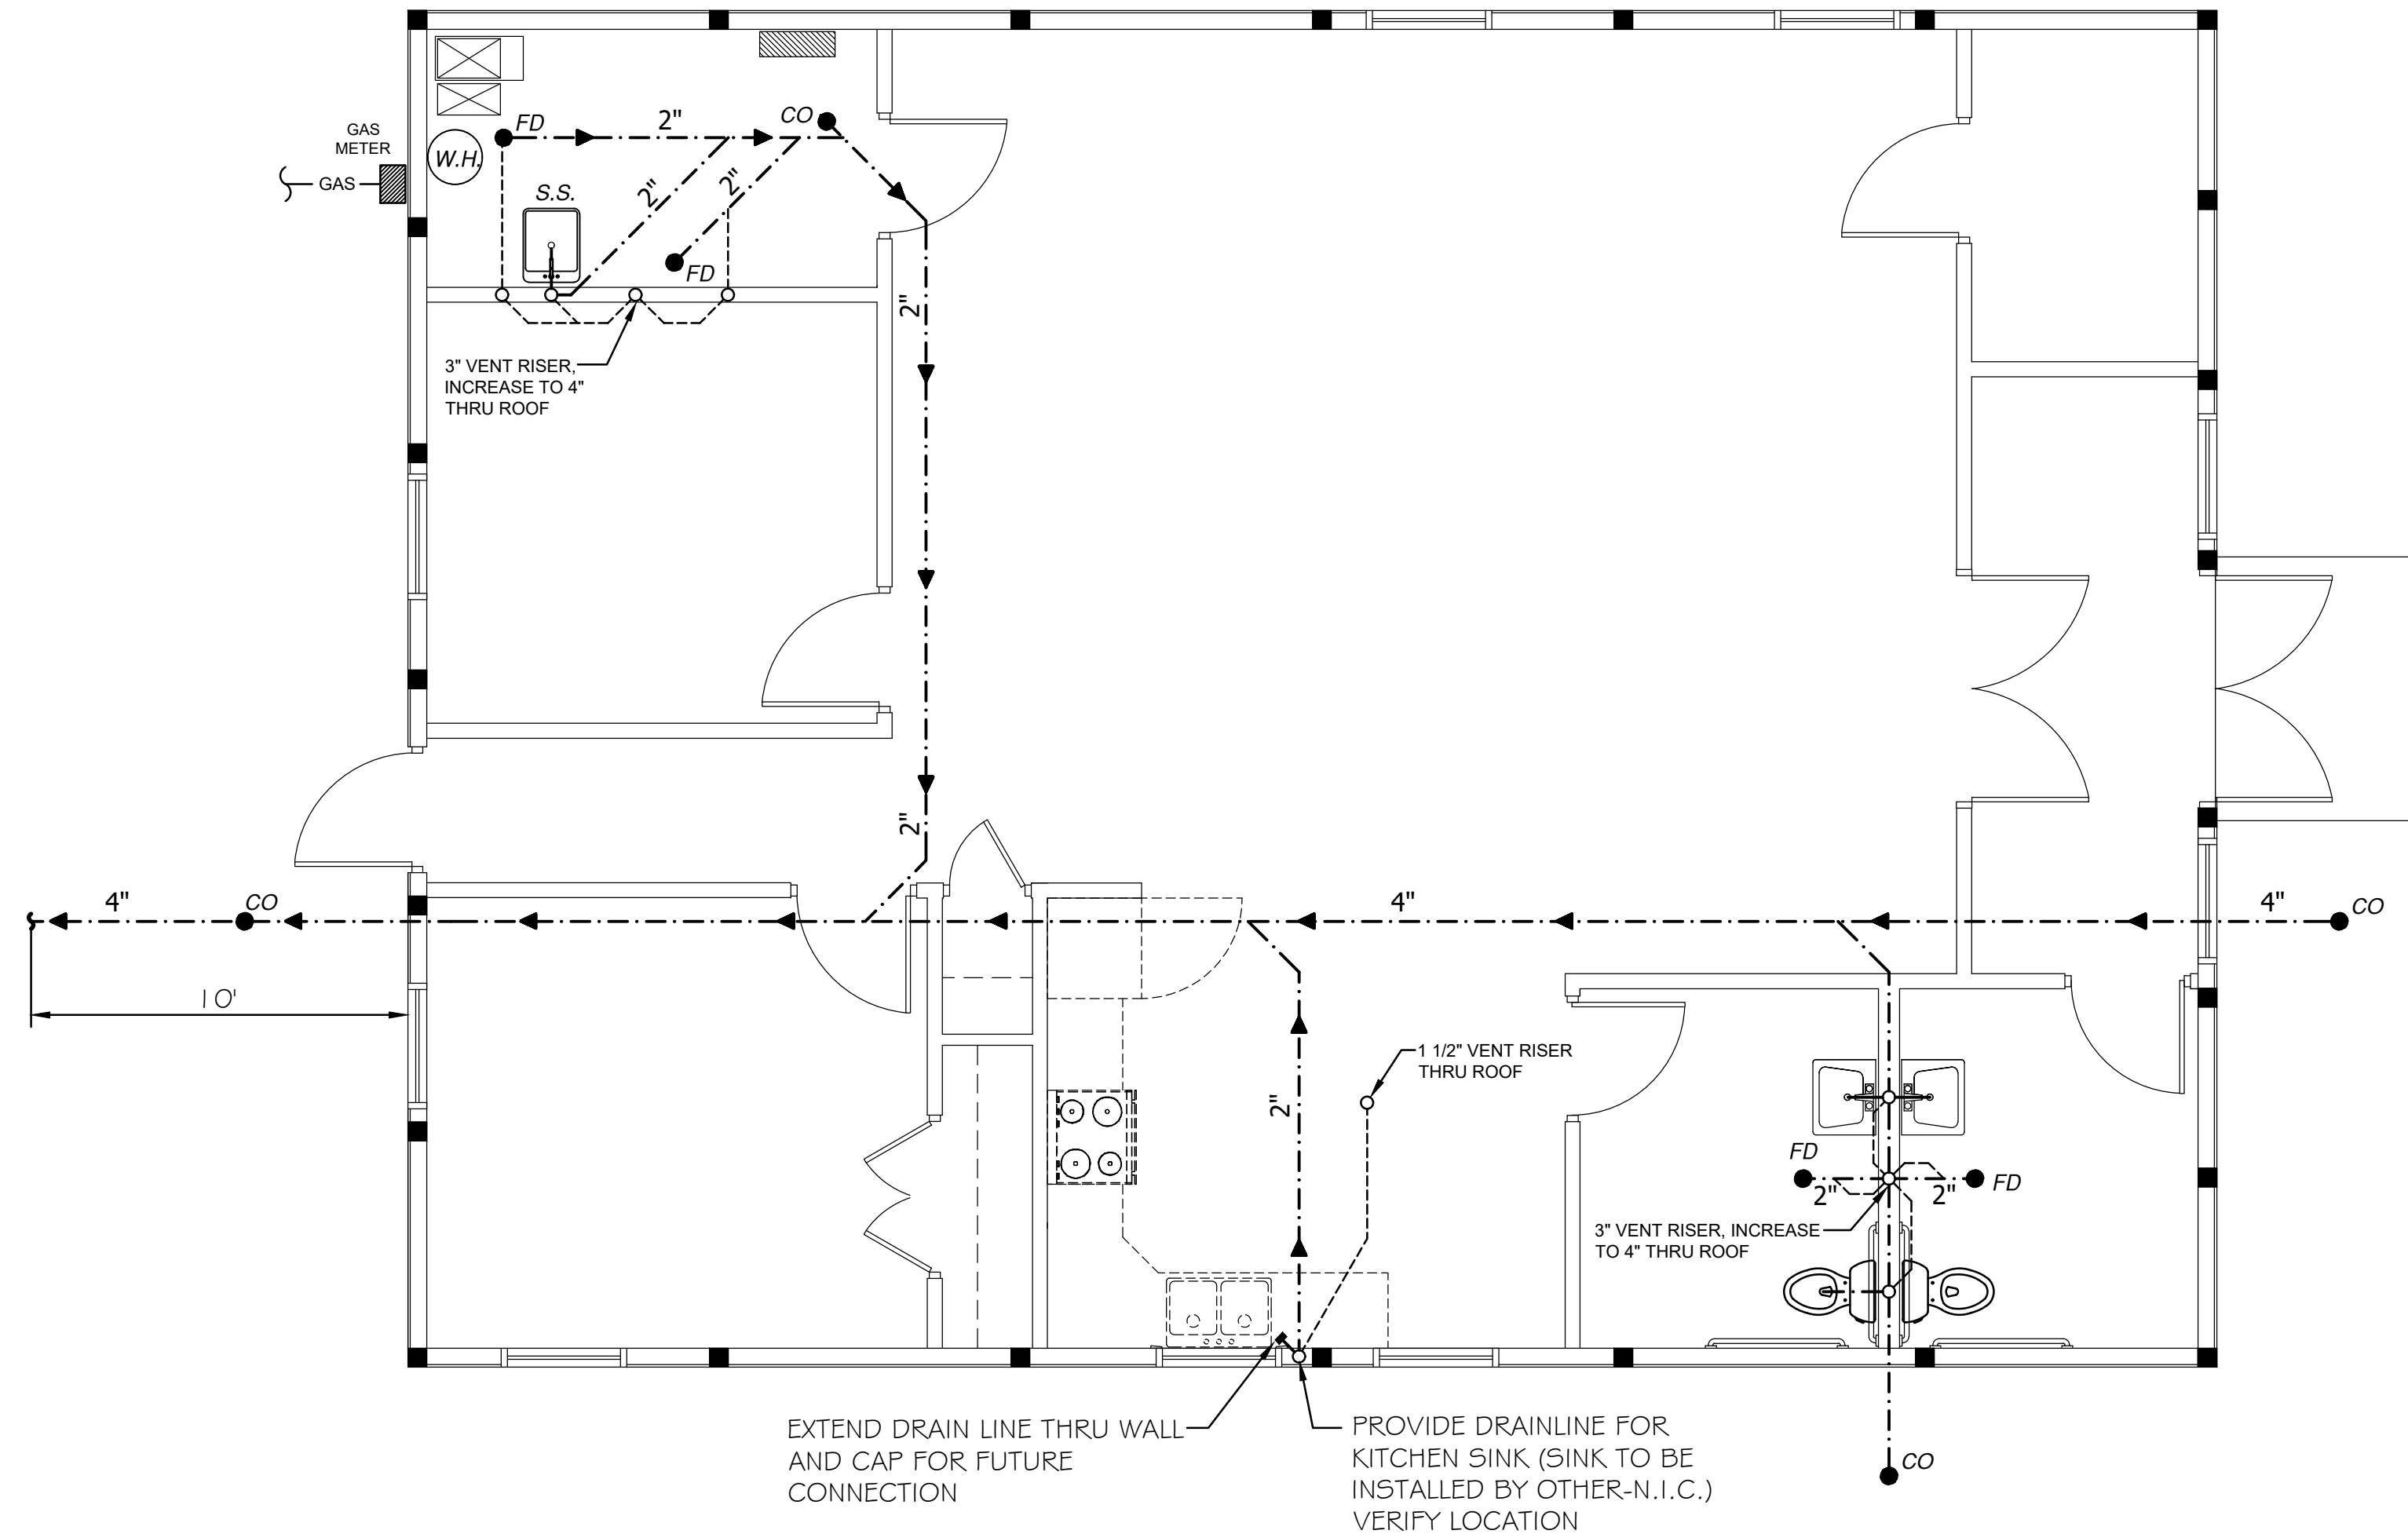 CO
2"
FD
GAS
METER
W.H.
GAS
2"
2"
S.S.
FD
2"
3" VENT RISER,
INCREASE TO 4"
THRU ROOF
2"
4"
CO
4"
4"
CO
10'
1 1/2" VENT RISER
THRU ROOF
2"
FD
2"
2"
FD
3" VENT RISER, INCREASE
TO 4" THRU ROOF
EXTEND DRAIN LINE THRU WALL
AND CAP FOR FUTURE
CONNECTION
PROVIDE DRAINLINE FOR
KITCHEN SINK (SINK TO BE
INSTALLED BY OTHER-N.I.C.)
VERIFY LOCATION
CO